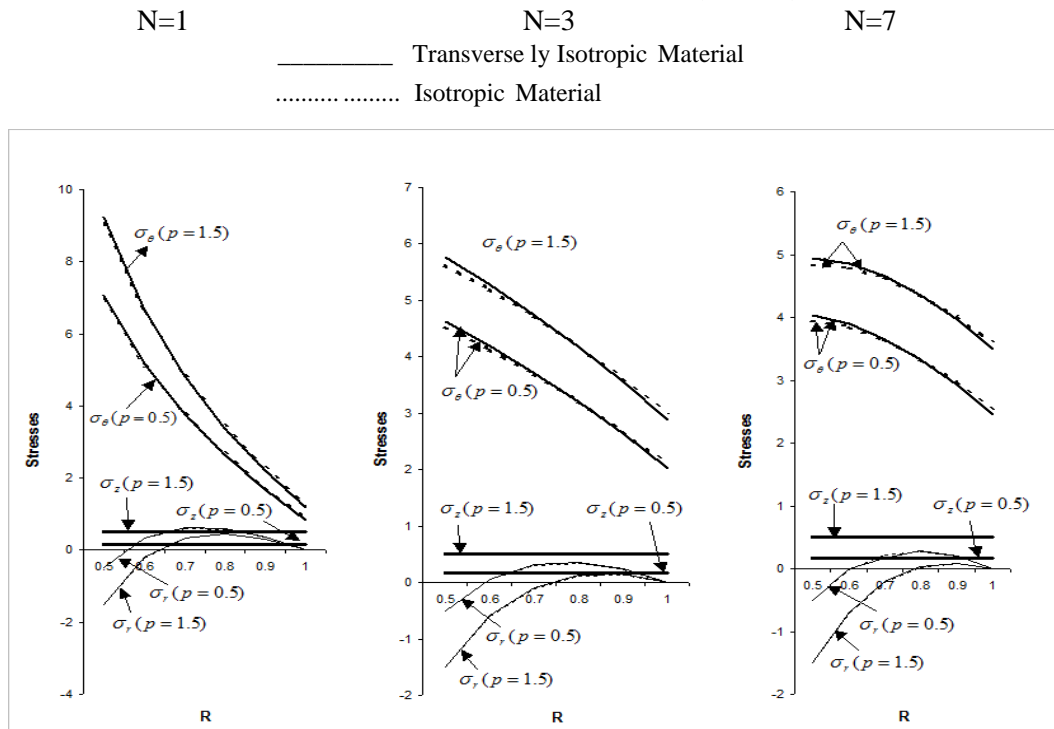 N=1 N=3 N=7
_________ Transverse ly Isotropic Material
.......... ......... Isotropic Material
10
8
6
4
2
0
-2
-4
Stresses
σθ(p = 1.5)
σθ(p = 0.5)
σz(p = 1.5)
σz(p = 0.5)
0.5 0.6 0.7 0.8 0.9 1
σr(p = 0.5)
σr(p = 1.5)
R
7
6
5
4
3
2
1
0
-1
-2
Stresses
σθ(p = 1.5)
σθ(p = 0.5)
σz(p = 1.5)
σz(p = 0.5)
0.5 0.6 0.7 0.8 0.9 1
σr(p = 0.5)
σr(p = 1.5)
R
6
5
4
3
2
1
0
-1
-2
Stresses
σθ(p = 1.5)
σθ(p = 0.5)
σz(p = 1.5)
σz(p = 0.5)
0.5 0.6 0.7 0.8 0.9 1
σr(p = 0.5)
σr(p = 1.5)
R